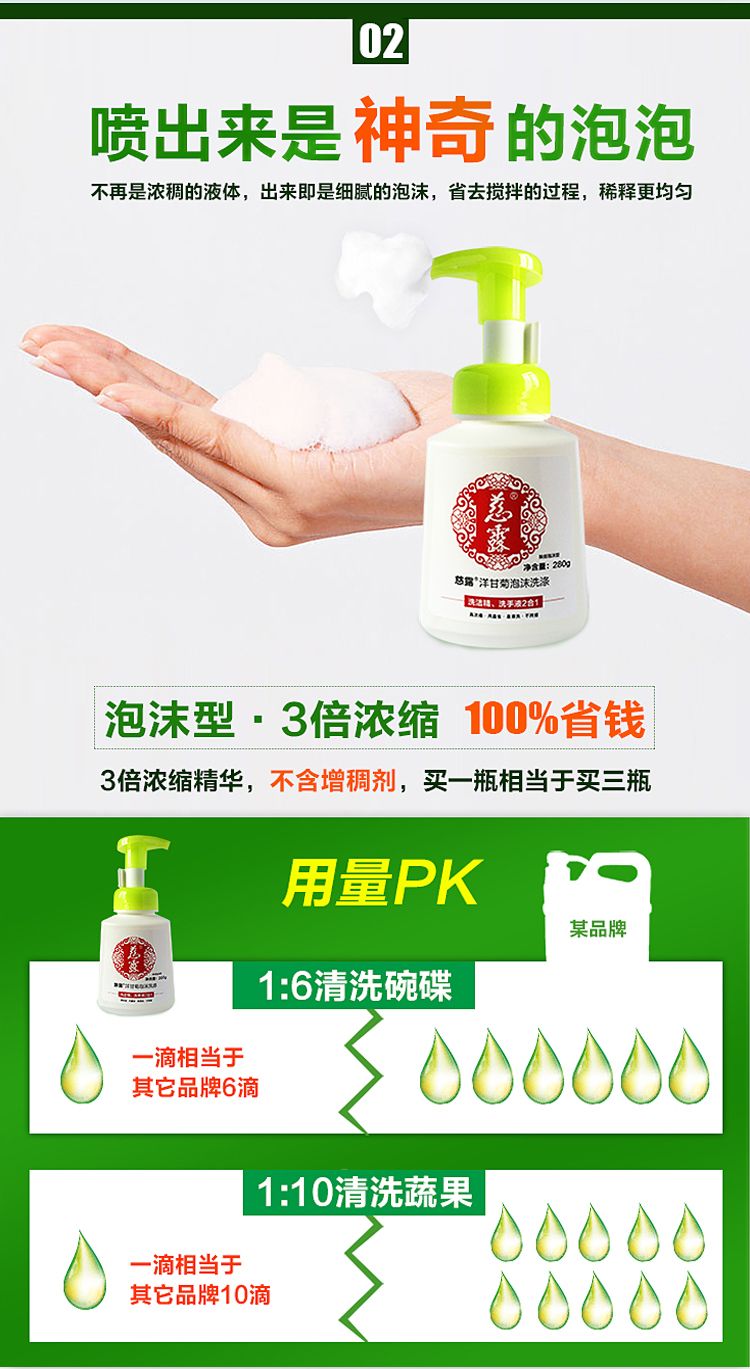 02
喷出来是神奇的泡泡
不再是浓稠的液体，出来即是细腻的泡沫，省去搅拌的过程，稀释更均匀
慈露®
净含量：280g
慈露®洋甘菊泡沫洗涤
洗洁精、洗手液2合1
泡沫型·3倍浓缩 100%省钱
3倍浓缩精华，不含增稠剂，买一瓶相当于买三瓶
用量PK
某品牌
慈露
1:6清洗碗碟
一滴相当于
其它品牌6滴
1:10清洗蔬果
一滴相当于
其它品牌10滴